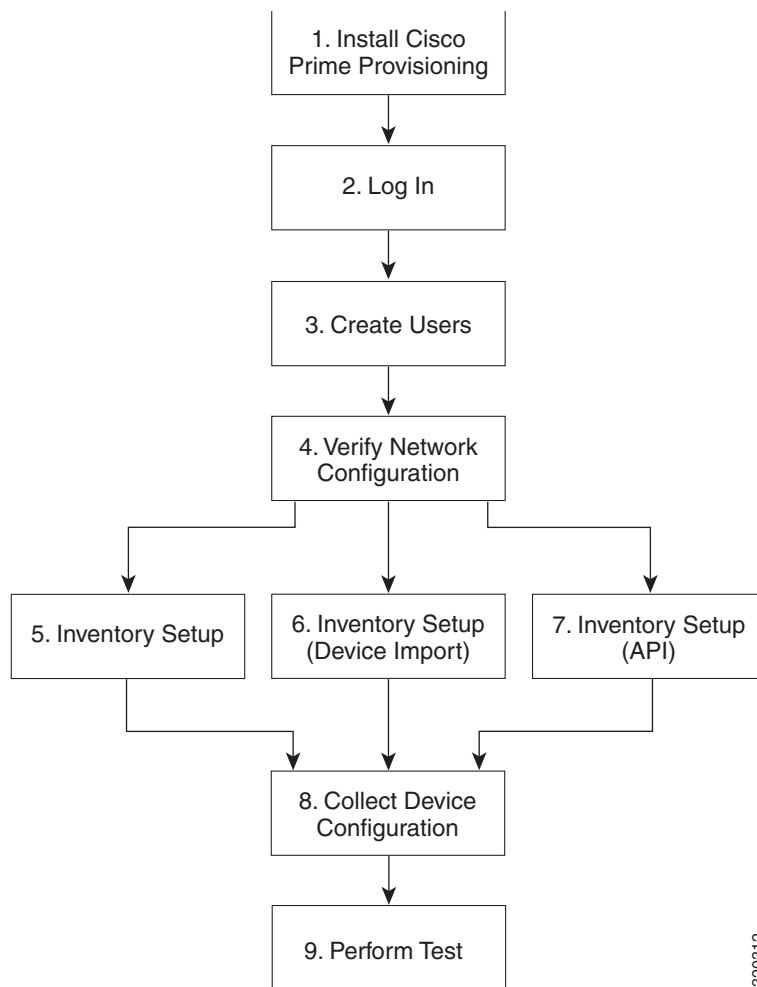 1. Install Cisco
Prime Provisioning
2. Log In
3. Create Users
4. Verify Network
Configuration
5. Inventory Setup
6. Inventory Setup
(Device Import)
7. Inventory Setup
(API)
8. Collect Device
Configuration
9. Perform Test